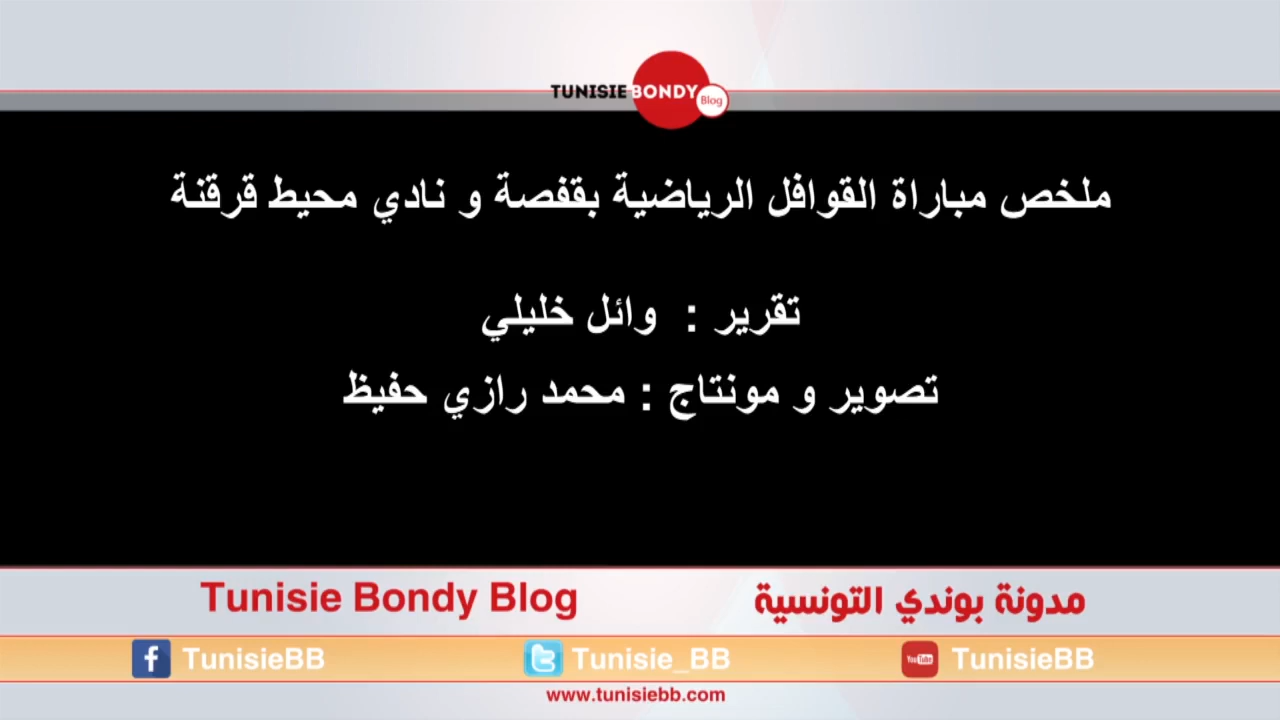 TUNISIE BONDY Blog
ملخص مباراة القوافل الرياضية بقفصة و نادي محيط قرقنة
تقرير : وائل خليلي
تصوير و مونتاج : محمد رازي حفيظ
Tunisie Bondy Blog مدونة بوندي التونسية
f TunisieBB Tunisie_BB YouTube TunisieBB
www.tunisiebb.com